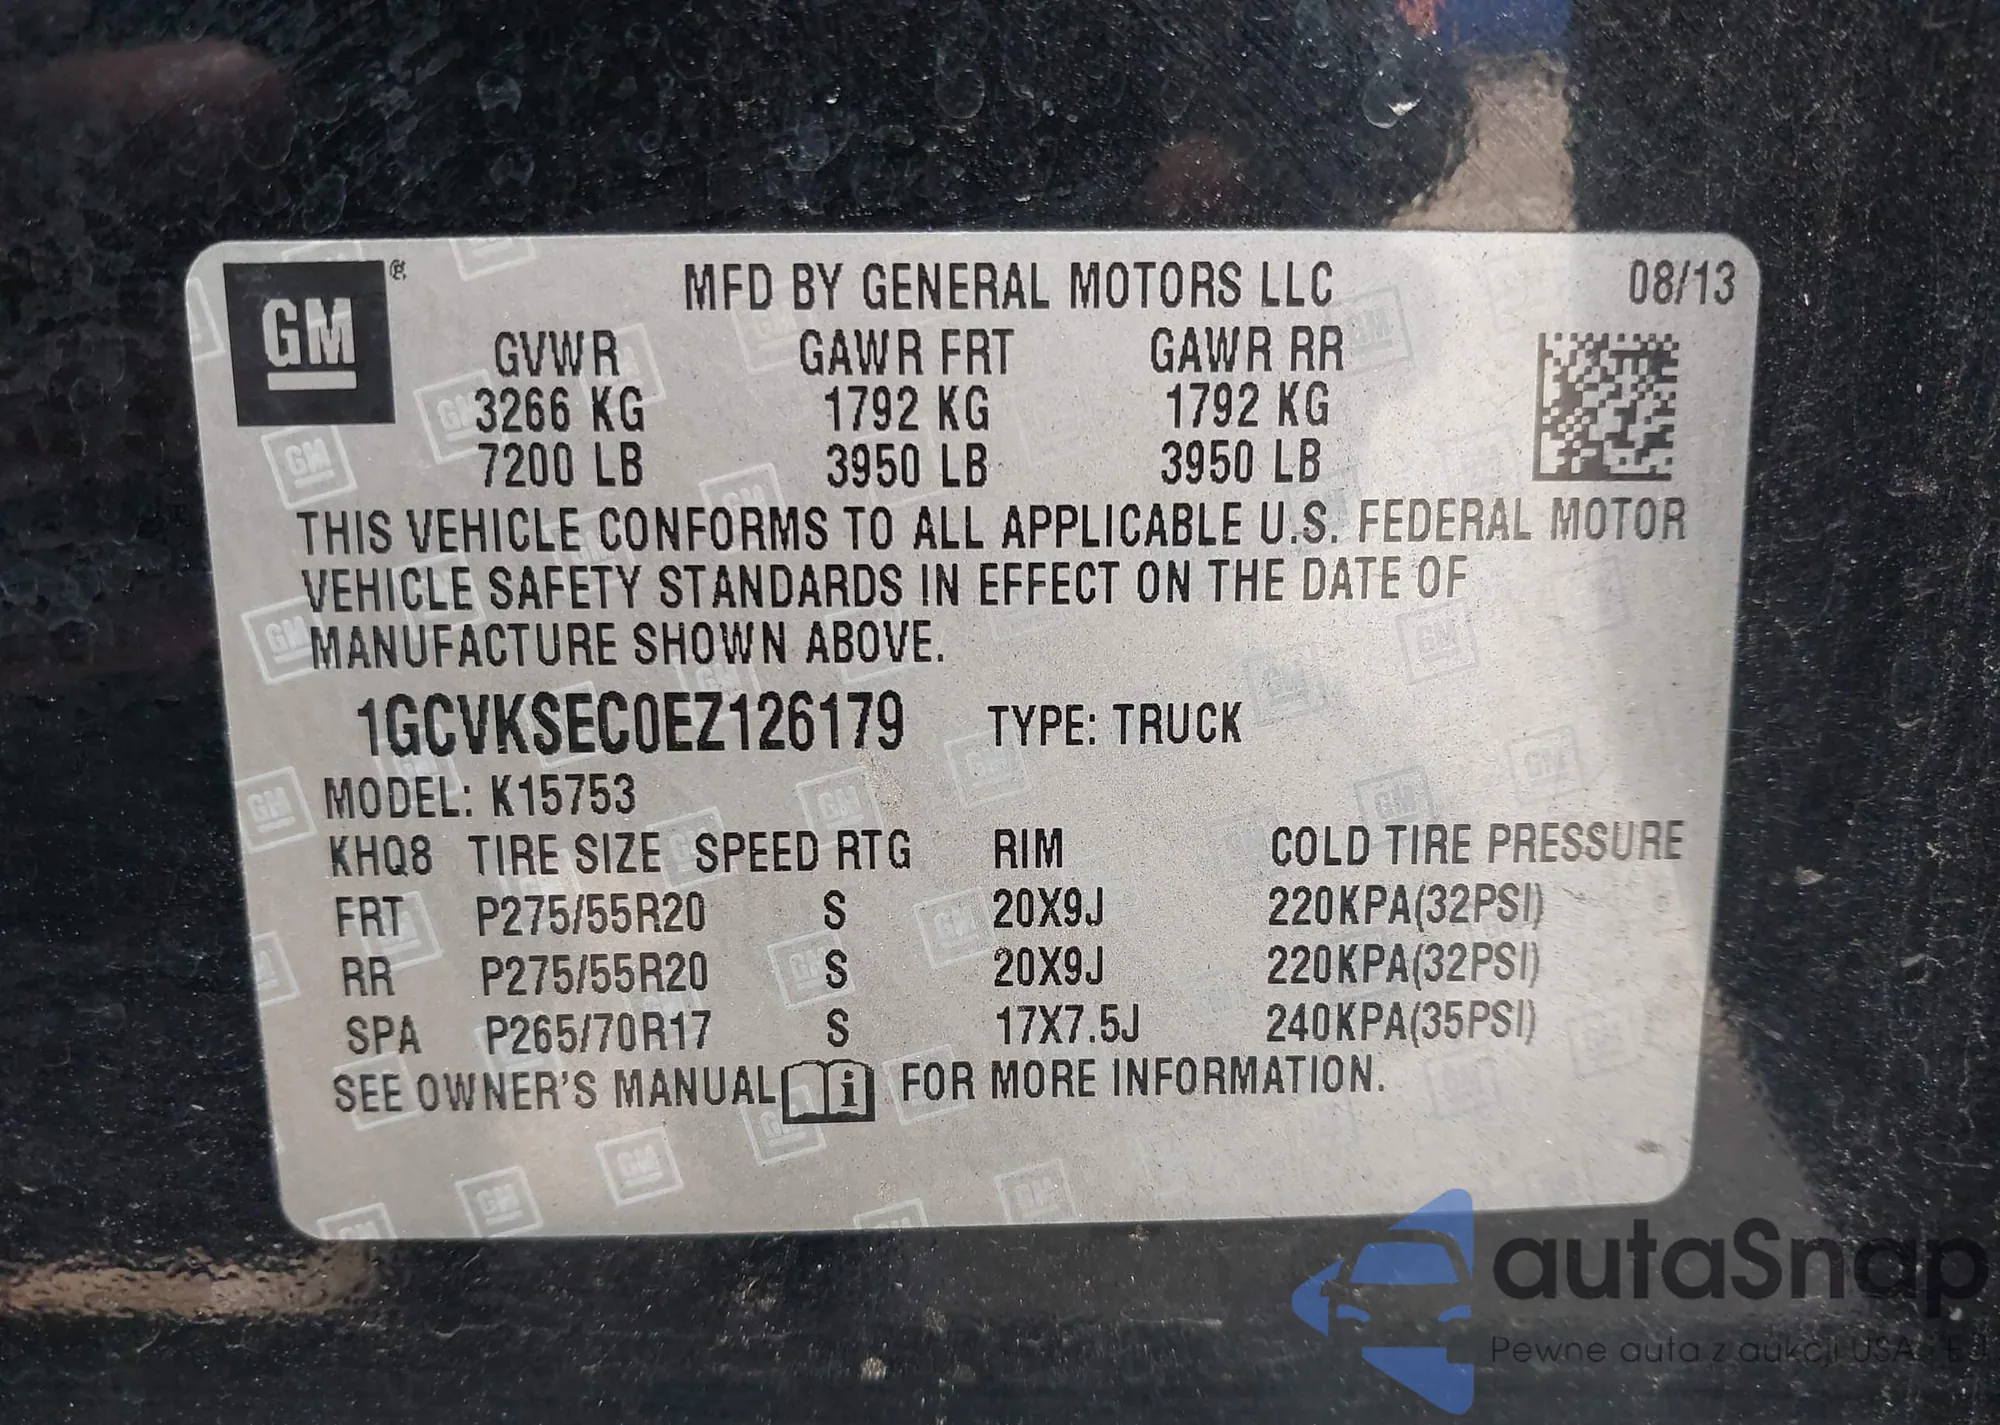 GM ®
MFD BY GENERAL MOTORS LLC 08/13
GVWR GAWR FRT GAWR RR
3266 KG 1792 KG 1792 KG
7200 LB 3950 LB 3950 LB
THIS VEHICLE CONFORMS TO ALL APPLICABLE U.S. FEDERAL MOTOR
VEHICLE SAFETY STANDARDS IN EFFECT ON THE DATE OF
MANUFACTURE SHOWN ABOVE.
1GCVKSEC0EZ126179 TYPE: TRUCK
MODEL: K15753
KHQ8 TIRE SIZE SPEED RTG RIM COLD TIRE PRESSURE
FRT P275/55R20 S 20X9J 220KPA(32PSI)
RR P275/55R20 S 20X9J 220KPA(32PSI)
SPA P265/70R17 S 17X7.5J 240KPA(35PSI)
SEE OWNER'S MANUAL i FOR MORE INFORMATION.
autaSnap
Pewne auta z aukcji USA